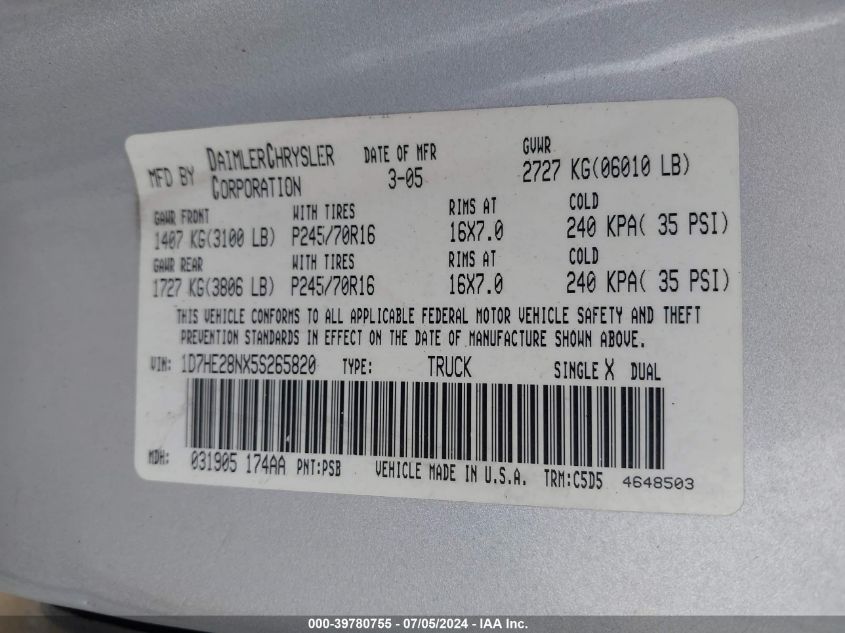 MFD BY DAIMLERCHRYSLER CORPORATION DATE OF MFR 3-05 GVWR 2727 KG(06010 LB)
GAWR FRONT WITH TIRES RIMS AT COLD
1407 KG(3100 LB) P245/70R16 16X7.0 240 KPA( 35 PSI)
GAWR REAR WITH TIRES RIMS AT COLD
1727 KG(3806 LB) P245/70R16 16X7.0 240 KPA( 35 PSI)
THIS VEHICLE CONFORMS TO ALL APPLICABLE FEDERAL MOTOR VEHICLE SAFETY AND THEFT
PREVENTION STANDARDS IN EFFECT ON THE DATE OF MANUFACTURE SHOWN ABOVE.
VIN: 1D7HE28NX5S265820 TYPE: TRUCK SINGLE X DUAL
MDH: 031905 174AA PNT:PSB VEHICLE MADE IN U.S.A. TRM:C5D5 4648503
000-39780755 - 07/05/2024 - IAA Inc.